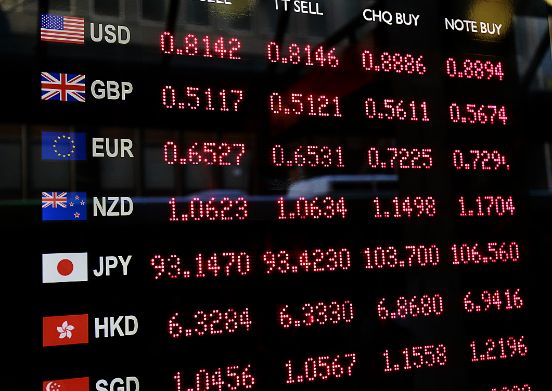 SELL TT SELL CHQ BUY NOTE BUY
USD 0.8142 0.8146 0.8886 0.8894
GBP 0.5117 0.5121 0.5611 0.5674
EUR 0.6527 0.6531 0.7225
NZD 1.0623 1.0634 1.1498 1.1704
JPY 93.1470 93.4230 103.700 106.560
HKD 6.3284 6.3330 6.8680 6.9416
SGD 1.0456 1.0567 1.1558 1.2196